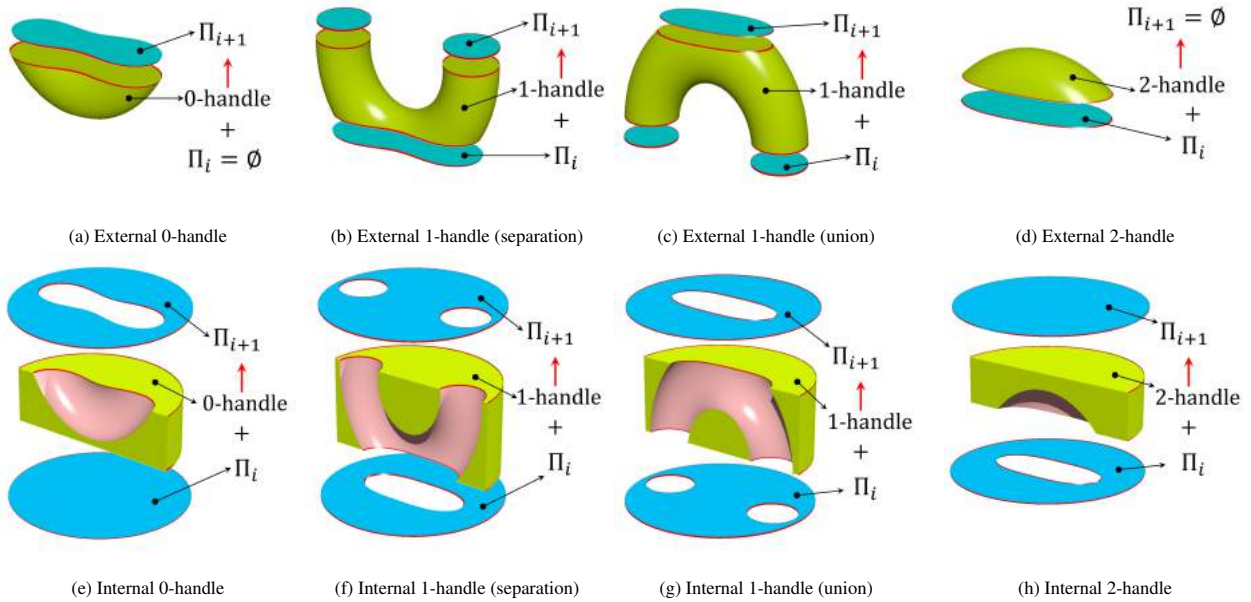 Π_{i+1}
0-handle
+
Π_i = ∅
(a) External 0-handle
Π_{i+1}
1-handle
+
Π_i
(b) External 1-handle (separation)
Π_{i+1}
1-handle
+
Π_i
(c) External 1-handle (union)
Π_{i+1} = ∅
2-handle
+
Π_i
(d) External 2-handle
Π_{i+1}
0-handle
+
Π_i
(e) Internal 0-handle
Π_{i+1}
1-handle
+
Π_i
(f) Internal 1-handle (separation)
Π_{i+1}
1-handle
+
Π_i
(g) Internal 1-handle (union)
Π_{i+1}
2-handle
+
Π_i
(h) Internal 2-handle